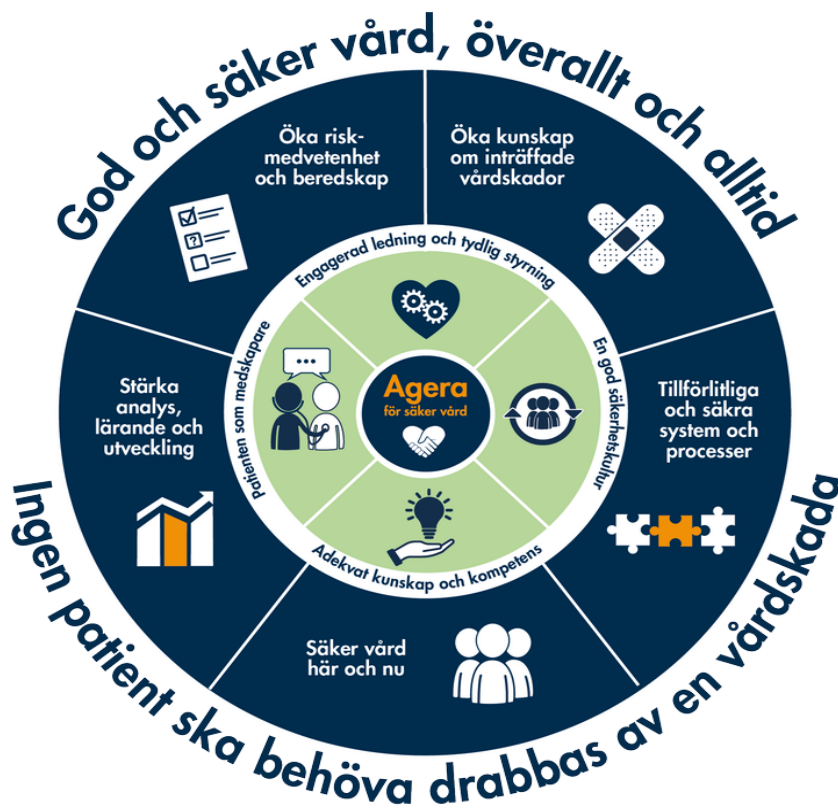 God och säker vård, överallt och alltid
Öka risk-
medvetenhet
och beredskap
Öka kunskap
om inträffade
vårdskador
Engagerad ledning och tydlig styrning
Patienten som medskapare
En god säkerhetskultur
Agera
för säker vård
Stärka
analys,
lärande och
utveckling
Tillförlitliga
och säkra
system och
processer
Adekvat kunskap och kompetens
Säker vård
här och nu
Ingen patient ska behöva drabbas av en vårdskada